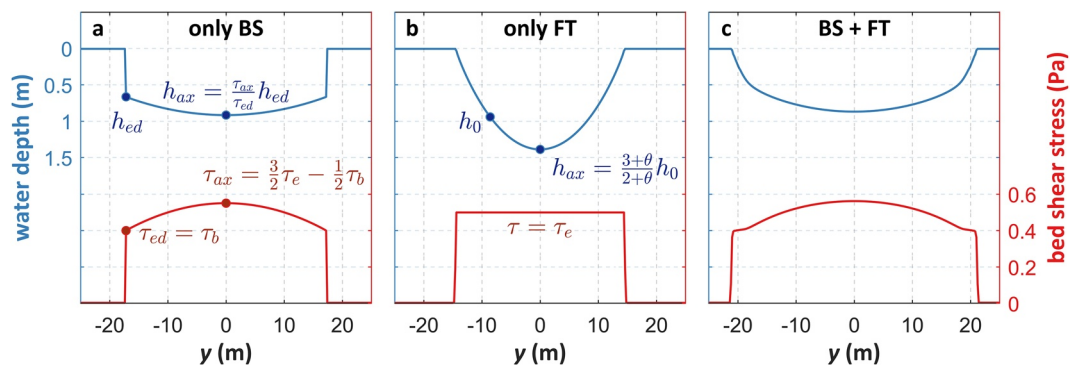 a only BS
b only FT
c BS + FT
water depth (m)
0
0.5
1
1.5
h_ax = τ_ax/τ_ed h_ed
h_ed
τ_ax = 3/2 τ_e − 1/2 τ_b
τ_ed = τ_b
h_0
h_ax = 3+θ/2+θ h_0
τ = τ_e
bed shear stress (Pa)
0.6
0.4
0.2
0
-20 -10 0 10 20
-20 -10 0 10 20
-20 -10 0 10 20
y (m)
y (m)
y (m)